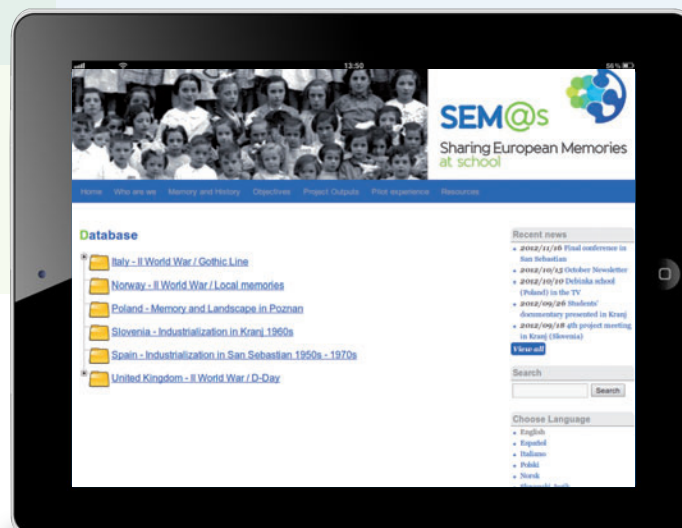 13:50
56%
SEM@s
Sharing European Memories
at school
Home Who are we Memory and History Objectives Project Outputs Pilot experience Resources
Database
Italy - II World War / Gothic Line
Norway - II World War / Local memories
Poland - Memory and Landscape in Poznan
Slovenia - Industrialization in Kranj 1960s
Spain - Industrialization in San Sebastian 1950s - 1970s
United Kingdom - II World War / D-Day
Recent news
2012/11/16 Final conference in
San Sebastian
2012/10/15 October Newsletter
2012/10/10 Debinka school
(Poland) in the TV
2012/09/26 Students'
documentary presented in Kranj
2012/09/18 4th project meeting
in Kranj (Slovenia)
View all
Search
Search
Choose Language
English
Español
Italiano
Polski
Norsk